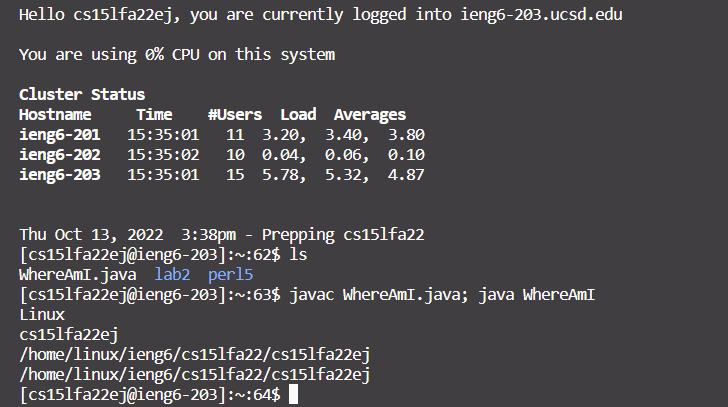 Hello cs15lfa22ej, you are currently logged into ieng6-203.ucsd.edu
You are using 0% CPU on this system
Cluster Status
Hostname     Time    #Users  Load  Averages
ieng6-201   15:35:01   11  3.20,  3.40,  3.80
ieng6-202   15:35:02   10  0.04,  0.06,  0.10
ieng6-203   15:35:01   15  5.78,  5.32,  4.87
Thu Oct 13, 2022  3:38pm - Prepping cs15lfa22
[cs15lfa22ej@ieng6-203]:~:62$ ls
WhereAmI.java  lab2  perl5
[cs15lfa22ej@ieng6-203]:~:63$ javac WhereAmI.java; java WhereAmI
Linux
cs15lfa22ej
/home/linux/ieng6/cs15lfa22/cs15lfa22ej
/home/linux/ieng6/cs15lfa22/cs15lfa22ej
[cs15lfa22ej@ieng6-203]:~:64$